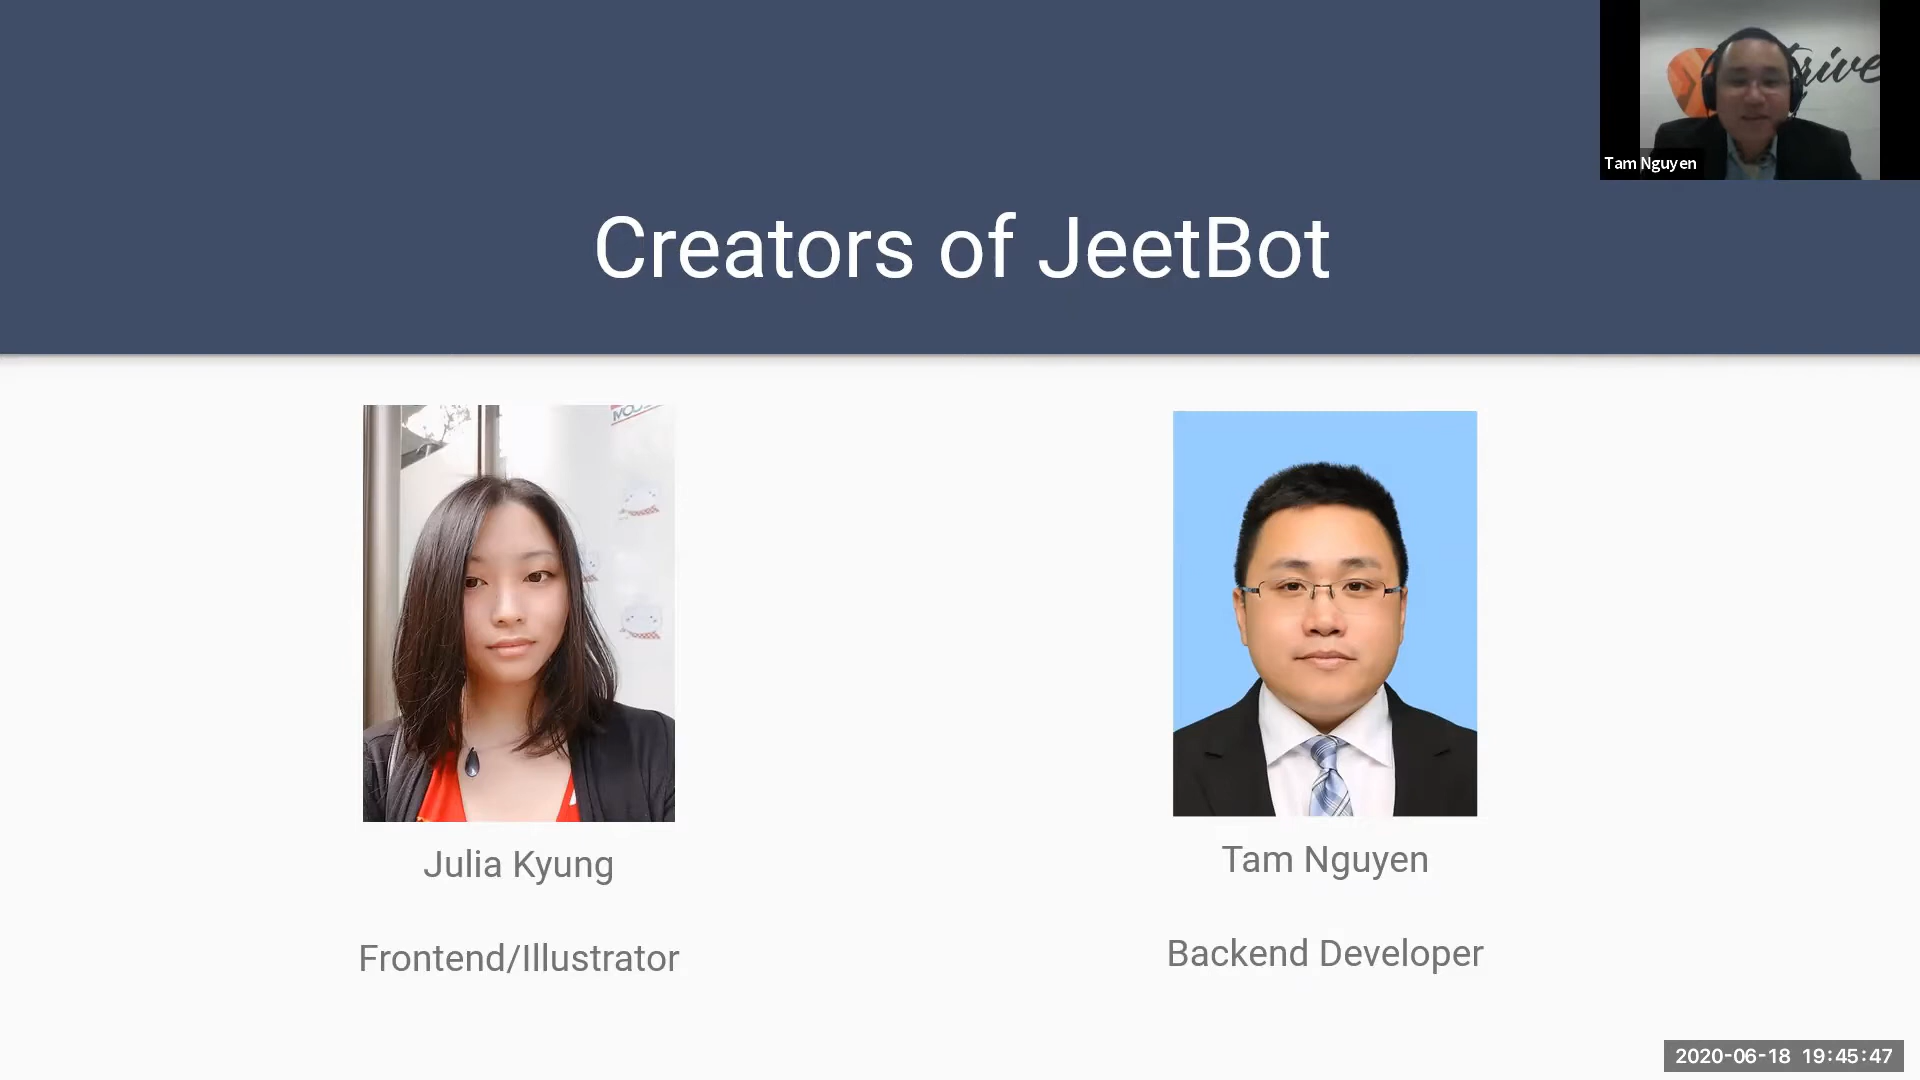 Tam Nguyen
Creators of JeetBot
Julia Kyung
Frontend/Illustrator
Tam Nguyen
Backend Developer
2020-06-18 19:45:47